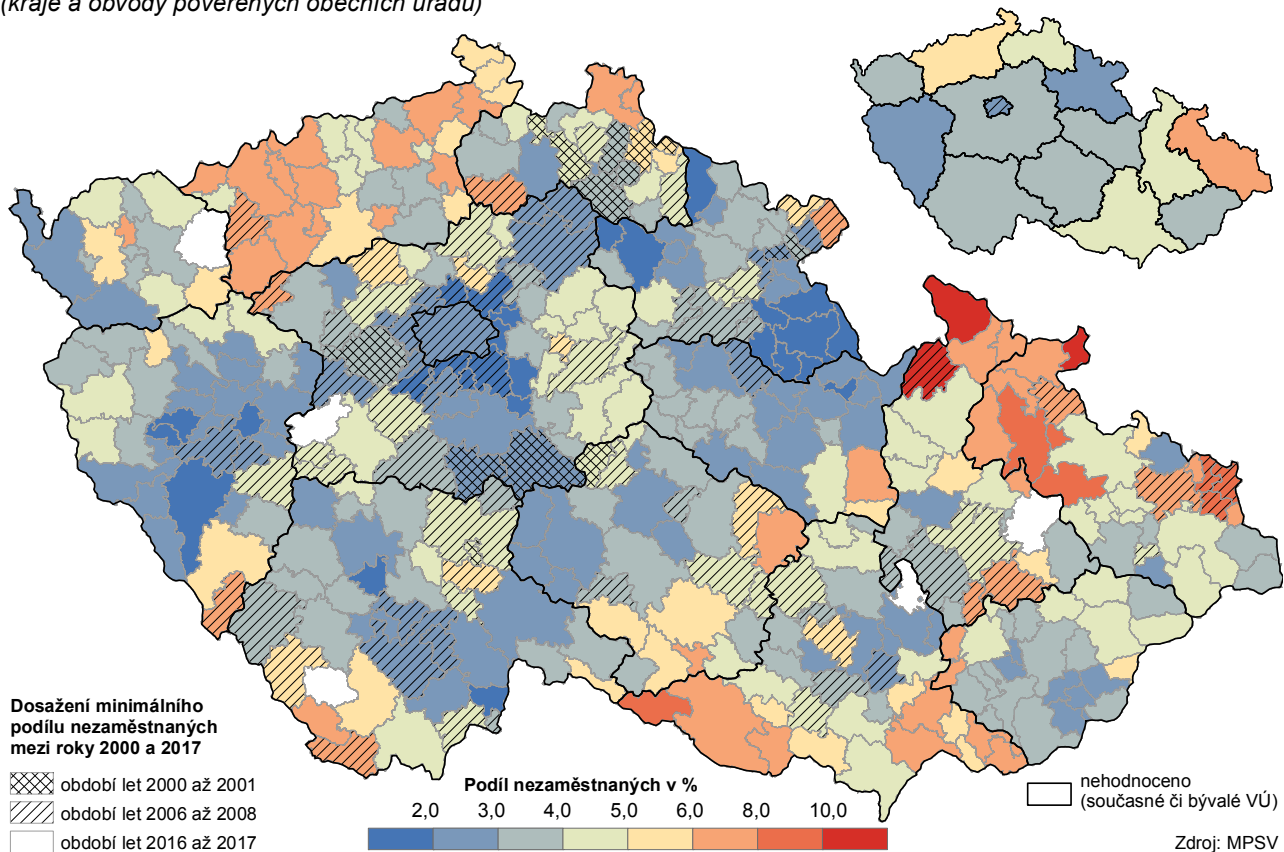 (kraje a obvody pověřených obecních úřadů)
Dosažení minimálního
podílu nezaměstnaných
mezi roky 2000 a 2017
období let 2000 až 2001
období let 2006 až 2008
období let 2016 až 2017
Podíl nezaměstnaných v %
2,0 3,0 4,0 5,0 6,0 8,0 10,0
nehodnoceno
(současné či bývalé VÚ)
Zdroj: MPSV